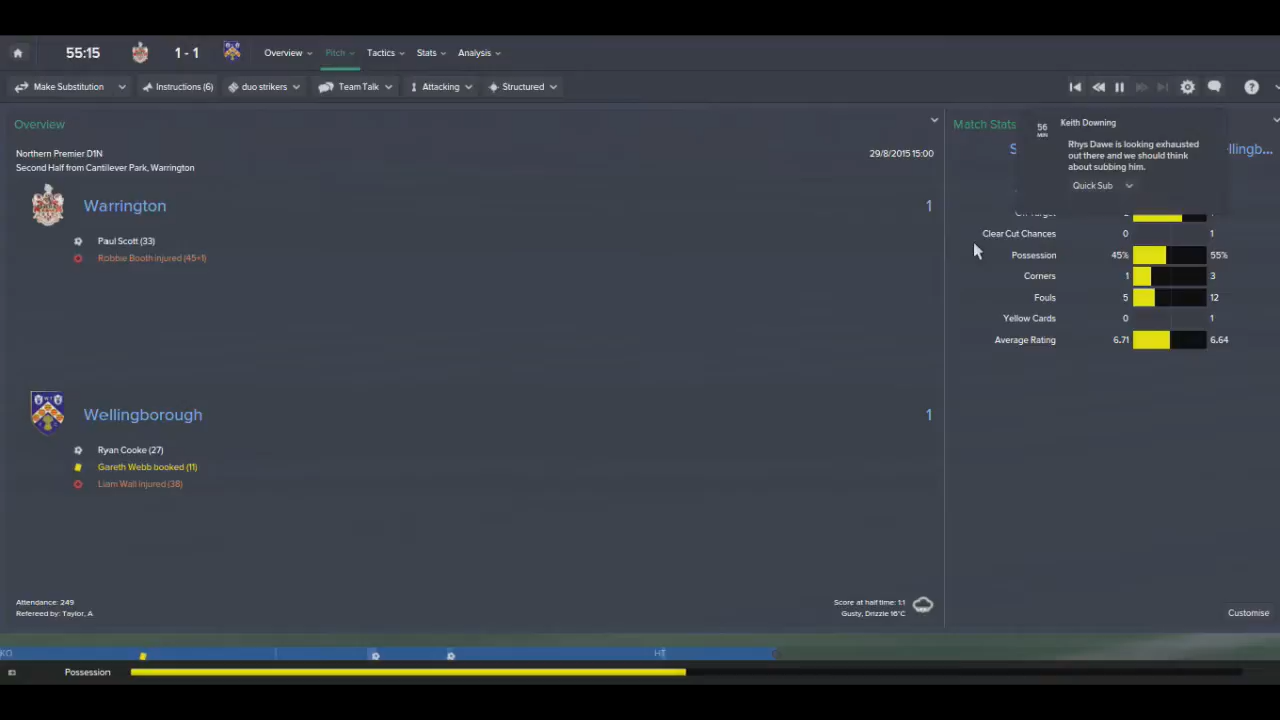 55:15
1 - 1
Overview
Pitch
Tactics
Stats
Analysis
Make Substitution
Instructions (6)
duo strikers
Team Talk
Attacking
Structured
?
Overview
Northern Premier D1N
29/8/2015 15:00
Second Half from Cantilever Park, Warrington
Warrington
1
Paul Scott (33)
Robbie Booth injured (45+1)
Wellingborough
1
Ryan Cooke (27)
Gareth Webb booked (11)
Liam Wall injured (38)
Attendance: 249
Refereed by: Taylor, A
Score at half time: 1:1
Gusty, Drizzle 16°C
Match Stats
56
MIN
Keith Downing
Rhys Dawe is looking exhausted
out there and we should think
about subbing him.
Quick Sub
ellingb...
Clear Cut Chances 0 1
Possession 45% 55%
Corners 1 3
Fouls 5 12
Yellow Cards 0 1
Average Rating 6.71 6.64
Customise
KO
HT
Possession